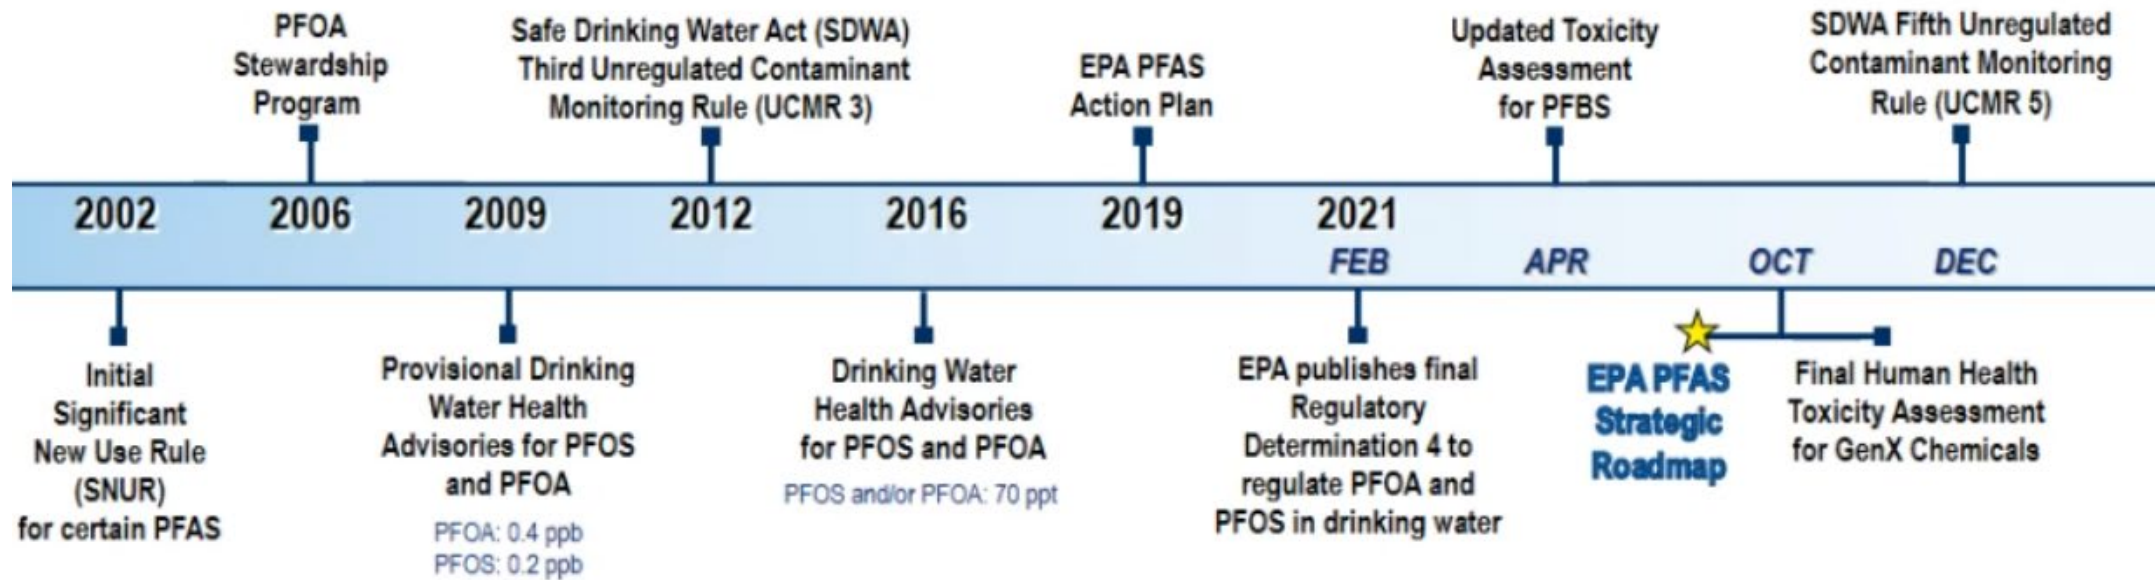 PFOA
Stewardship
Program
Safe Drinking Water Act (SDWA)
Third Unregulated Contaminant
Monitoring Rule (UCMR 3)
EPA PFAS
Action Plan
Updated Toxicity
Assessment
for PFBS
SDWA Fifth Unregulated
Contaminant Monitoring
Rule (UCMR 5)
2002
2006
2009
2012
2016
2019
2021
FEB
APR
OCT
DEC
Initial
Significant
New Use Rule
(SNUR)
for certain PFAS
Provisional Drinking
Water Health
Advisories for PFOS
and PFOA
PFOA: 0.4 ppb
PFOS: 0.2 ppb
Drinking Water
Health Advisories
for PFOS and PFOA
PFOS and/or PFOA: 70 ppt
EPA publishes final
Regulatory
Determination 4 to
regulate PFOA and
PFOS in drinking water
EPA PFAS
Strategic
Roadmap
Final Human Health
Toxicity Assessment
for GenX Chemicals